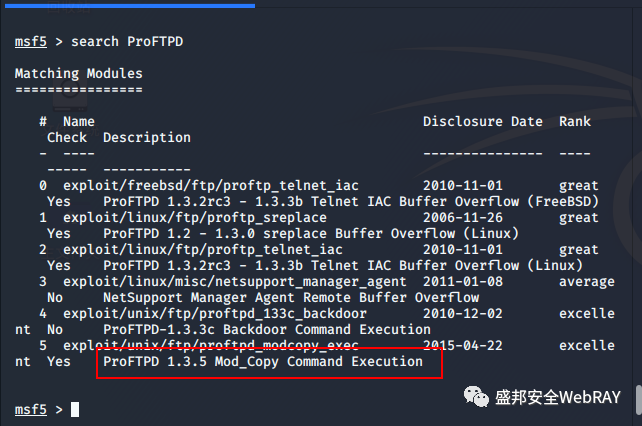 msf5 > search ProFTPD
Matching Modules
================
# Name Disclosure Date Rank
Check Description
- ---- --------------- ----
----- -----------
0 exploit/freebsd/ftp/proftp_telnet_iac 2010-11-01 great
Yes ProFTPD 1.3.2rc3 - 1.3.3b Telnet IAC Buffer Overflow (FreeBSD)
1 exploit/linux/ftp/proftp_sreplace 2006-11-26 great
Yes ProFTPD 1.2 - 1.3.0 sreplace Buffer Overflow (Linux)
2 exploit/linux/ftp/proftp_telnet_iac 2010-11-01 great
Yes ProFTPD 1.3.2rc3 - 1.3.3b Telnet IAC Buffer Overflow (Linux)
3 exploit/linux/misc/netsupport_manager_agent 2011-01-08 average
No NetSupport Manager Agent Remote Buffer Overflow
4 exploit/unix/ftp/proftpd_133c_backdoor 2010-12-02 excelle
nt No ProFTPD-1.3.3c Backdoor Command Execution
5 exploit/unix/ftp/proftpd_modcopy_exec 2015-04-22 excelle
nt Yes ProFTPD 1.3.5 Mod_Copy Command Execution
msf5 >
盛邦安全WebRAY